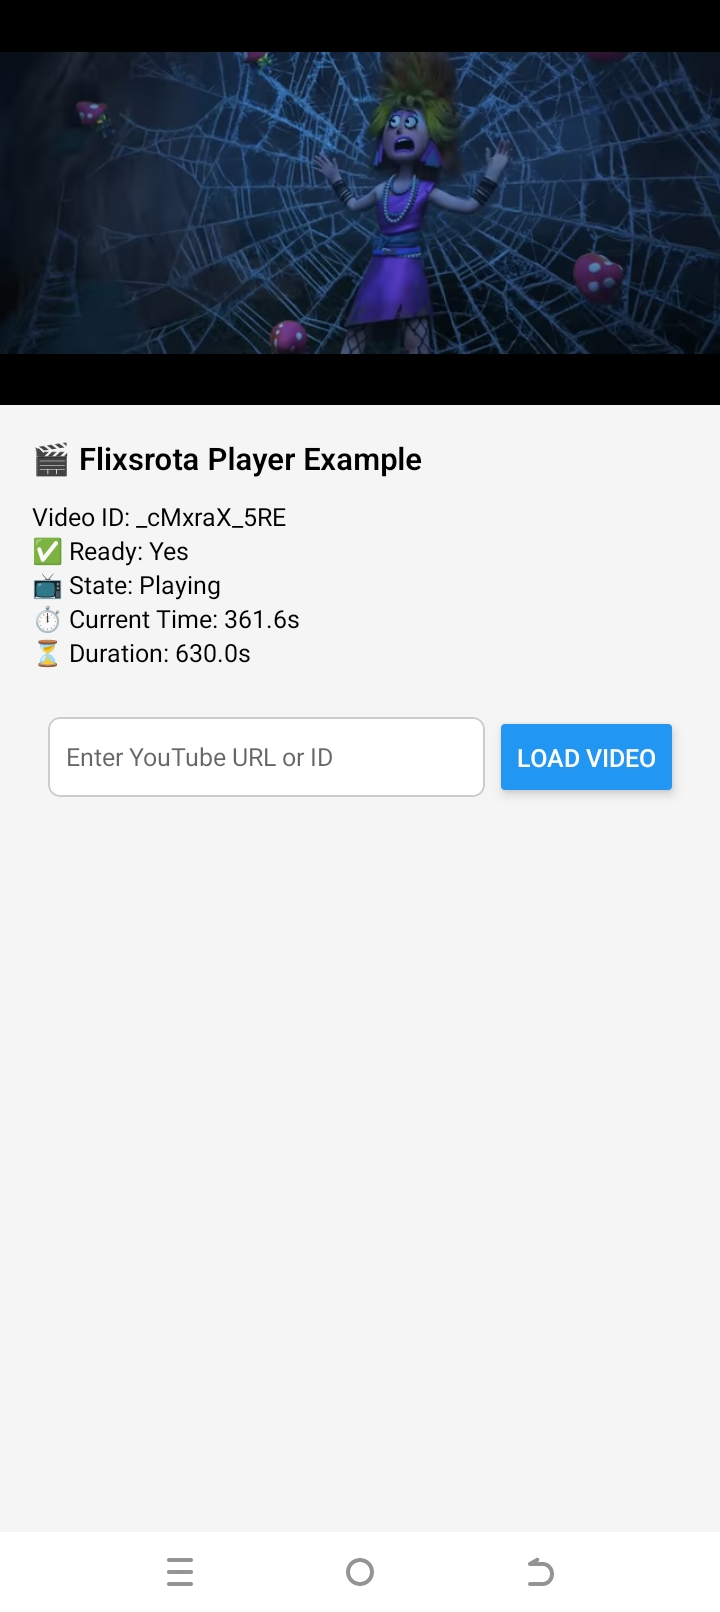 🎬 Flixsrota Player Example
Video ID: _cMxraX_5RE
✅ Ready: Yes
📺 State: Playing
⏱️ Current Time: 361.6s
⏳ Duration: 630.0s
Enter YouTube URL or ID
LOAD VIDEO